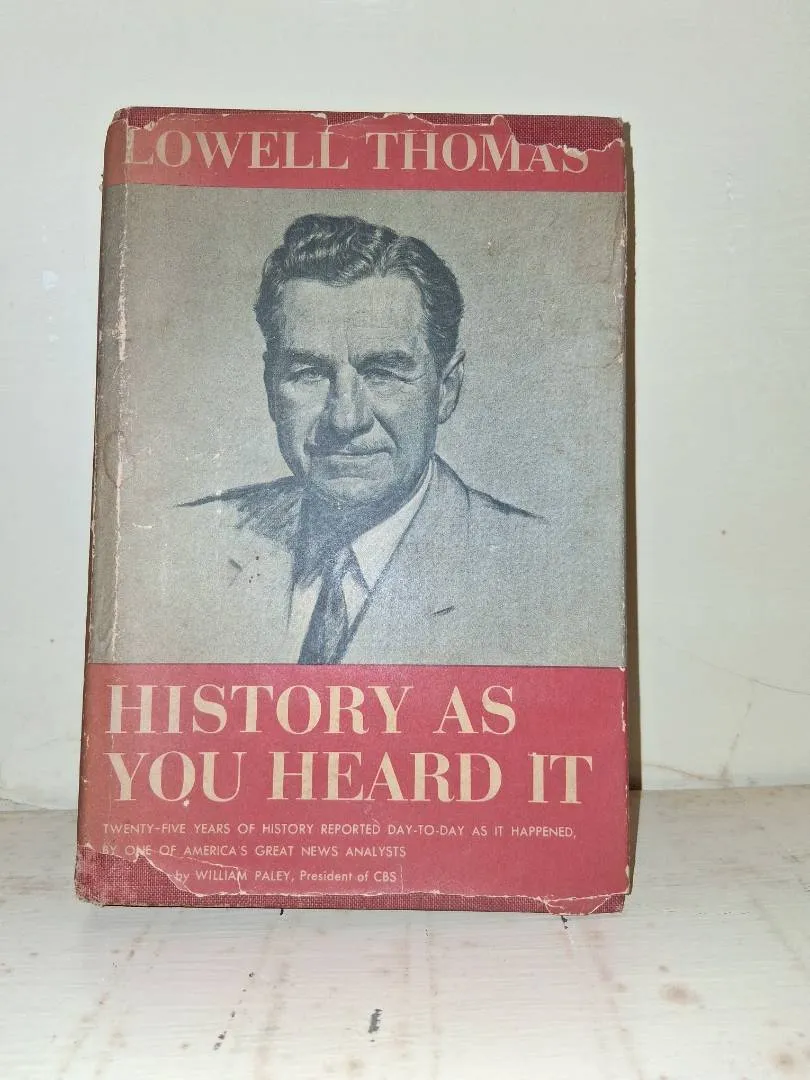 LOWELL THOMAS
HISTORY AS
YOU HEARD IT
TWENTY-FIVE YEARS OF HISTORY REPORTED DAY-TO-DAY AS IT HAPPENED,
BY ONE OF AMERICA'S GREAT NEWS ANALYSTS
by WILLIAM PALEY, President of CBS